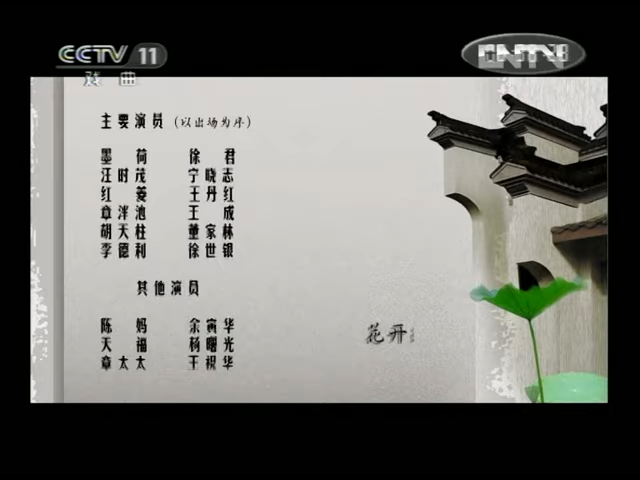 CCTV 11
戏曲
CNTV
主要演员（以出场为序）
墨荷 徐君
汪时茂 宁晓志
红菱 王丹红
章泮池 王成
胡天柱 董家林
李德利 徐世银
其他演员
陈妈 余寅华
天福 杨曙光
章太太 王祝华
花开